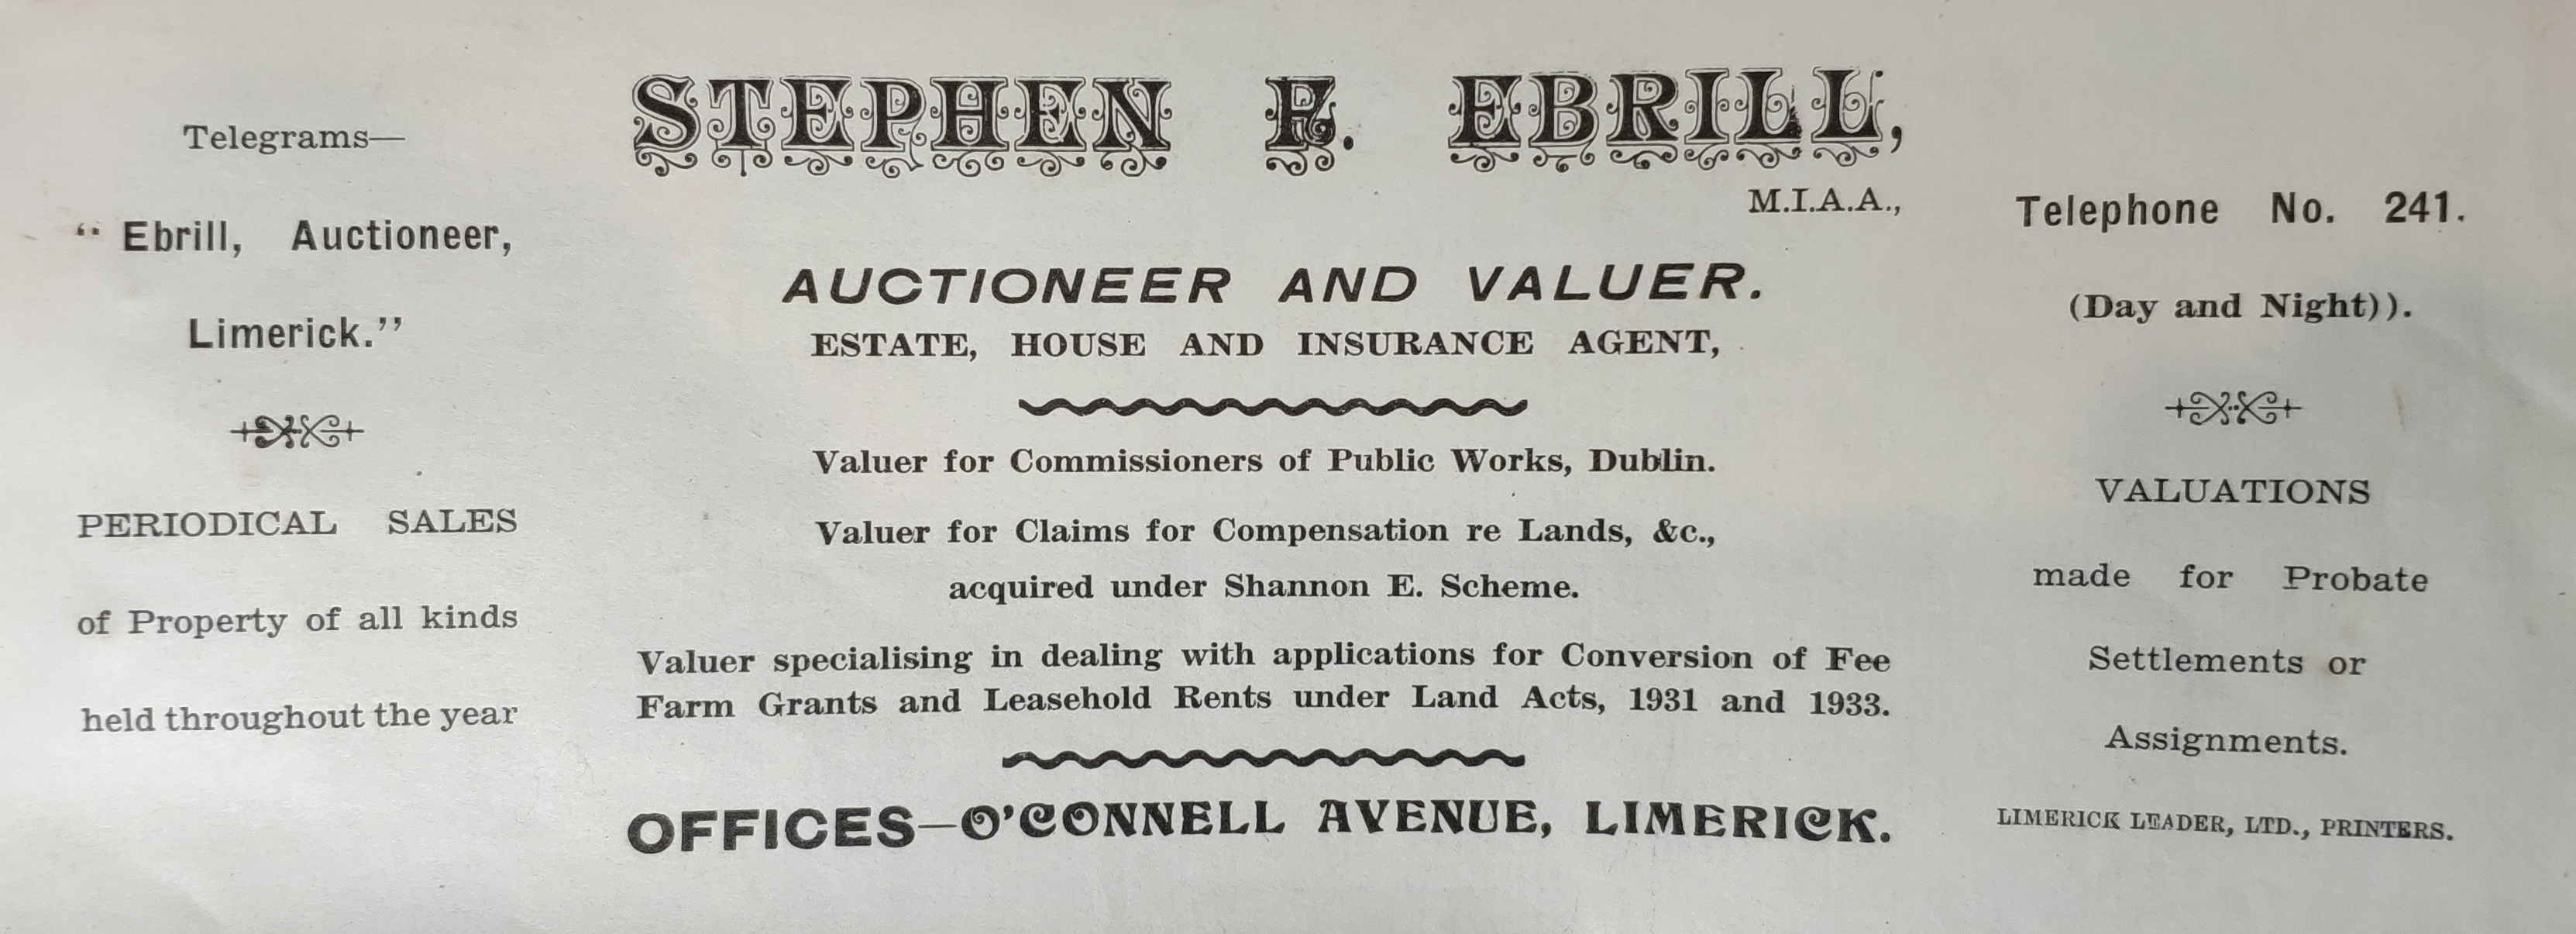 Telegrams—
“ Ebrill, Auctioneer,
Limerick.”
PERIODICAL SALES
of Property of all kinds
held throughout the year
STEPHEN F. EBRILL,
M.I.A.A.,
AUCTIONEER AND VALUER.
ESTATE, HOUSE AND INSURANCE AGENT,
Valuer for Commissioners of Public Works, Dublin.
Valuer for Claims for Compensation re Lands, &c.,
acquired under Shannon E. Scheme.
Valuer specialising in dealing with applications for Conversion of Fee
Farm Grants and Leasehold Rents under Land Acts, 1931 and 1933.
OFFICES—O’CONNELL AVENUE, LIMERICK.
Telephone No. 241.
(Day and Night)).
VALUATIONS
made for Probate
Settlements or
Assignments.
LIMERICK LEADER, LTD., PRINTERS.